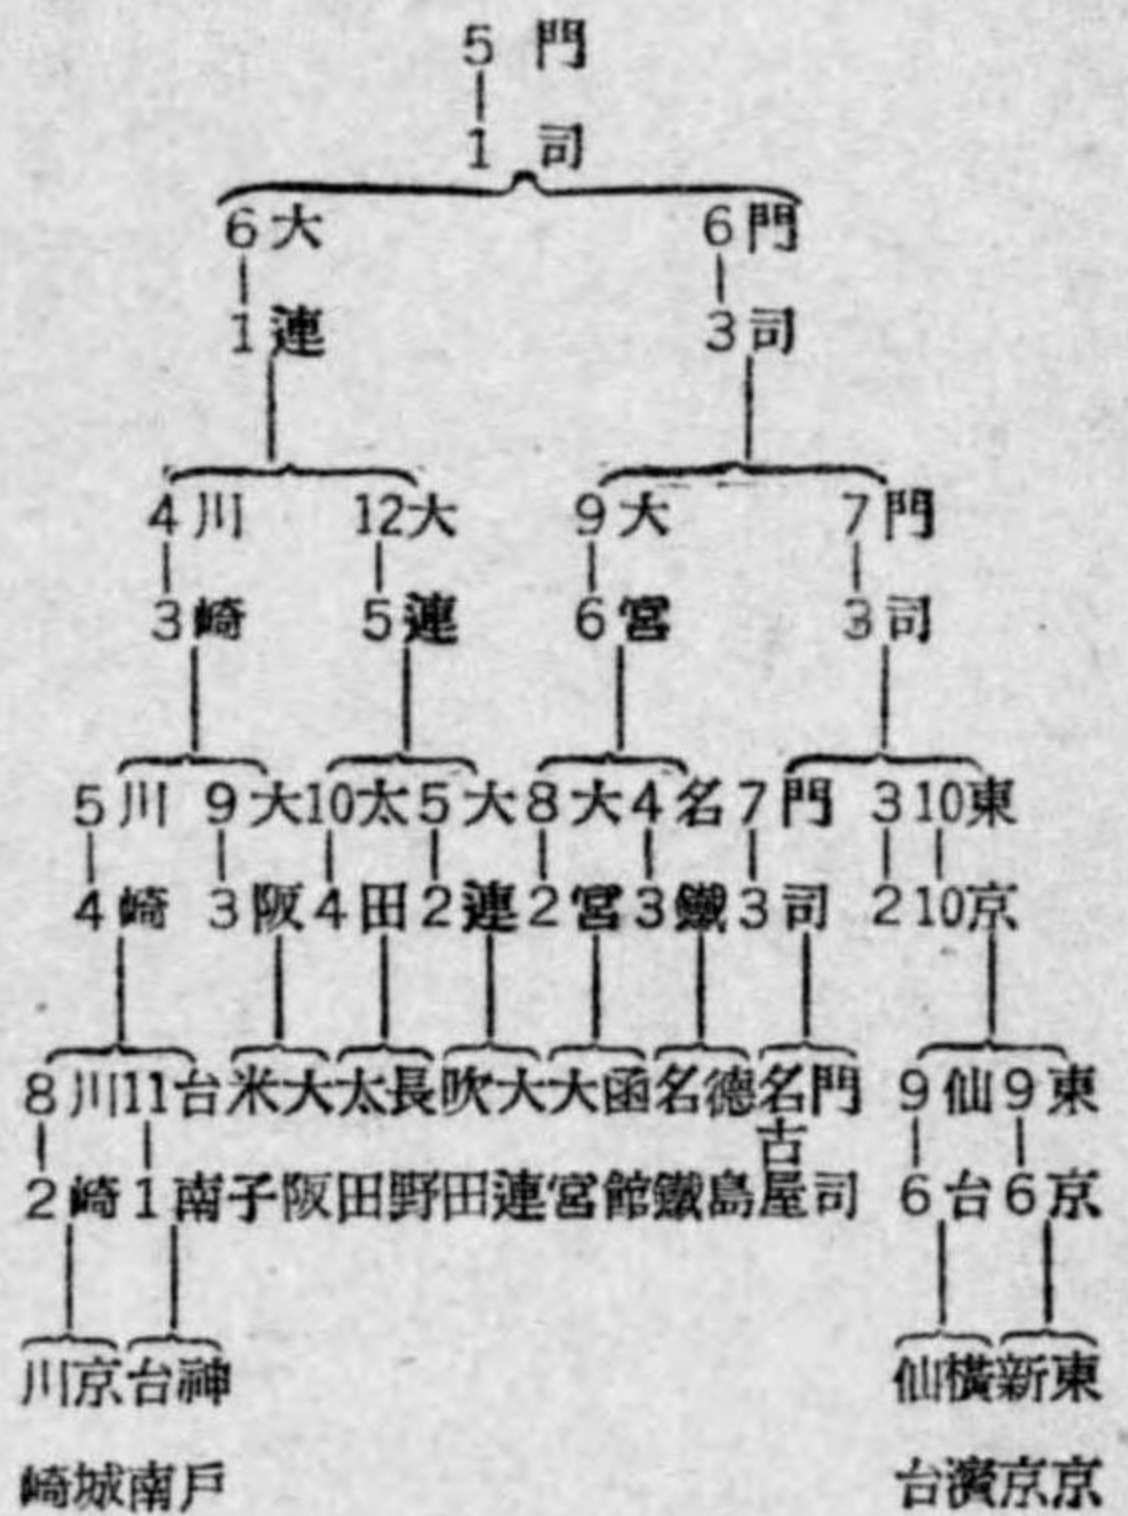 5-1 門司
6-1 大連 6-3 門司
4-3 川崎 12-5 大連 9-6 大宮 7-3 門司
5-4 川崎 9-3 大阪 10-4 太田 5-2 大連 8-2 大宮 4-3 名鐵 7-3 門司 3-2 10-10 東京
8-2 川崎 11-1 台南 米子 大阪 太田 長野 吹田 大連 大宮 函館 名鐵 德島 名古屋 門司 9-6 仙台 9-6 東京
川崎 京城 台南 神戶 仙台 橫濱 新京 東京